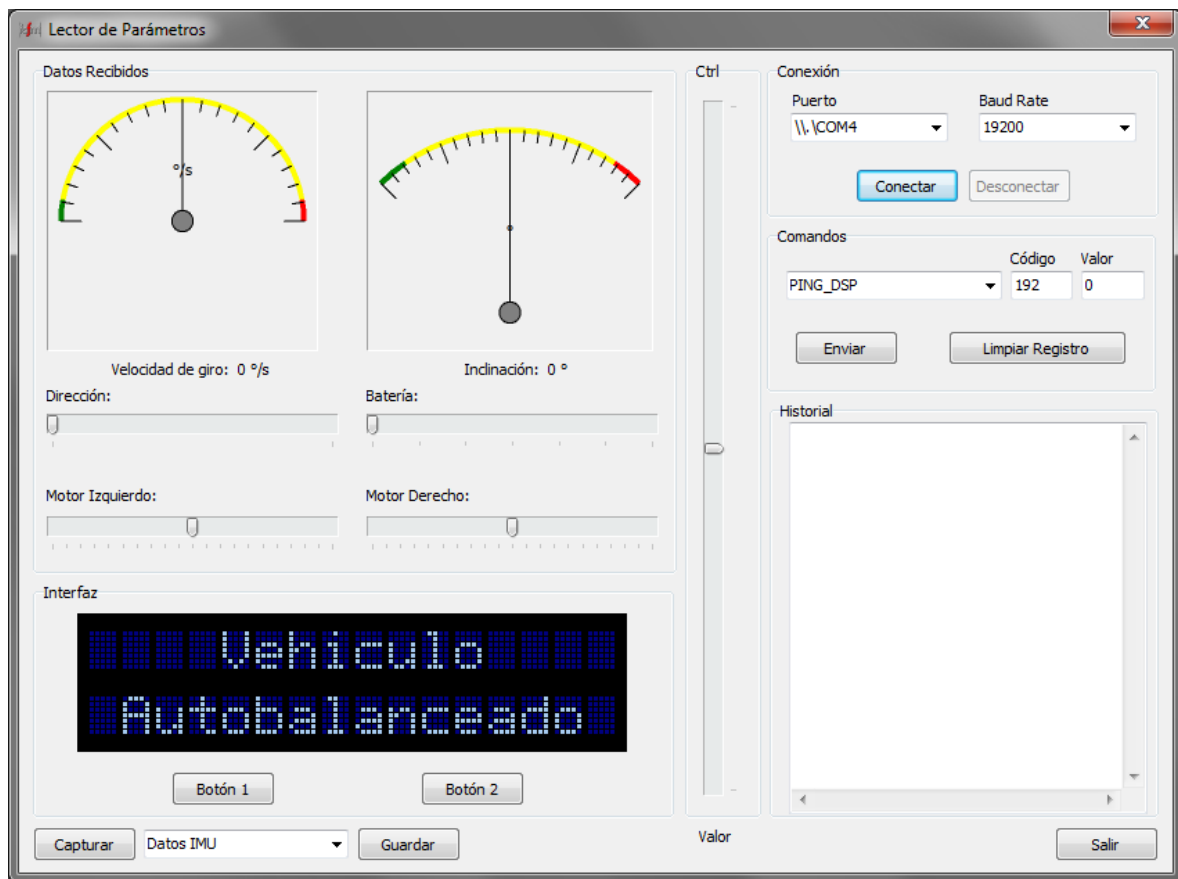 Lector de Parámetros
Datos Recibidos
°/s
°
Velocidad de giro: 0 °/s
Inclinación: 0 °
Dirección:
Batería:
Motor Izquierdo:
Motor Derecho:
Interfaz
Vehiculo
Autobalanceado
Botón 1
Botón 2
Capturar
Datos IMU
Guardar
Ctrl
Valor
Conexión
Puerto
Baud Rate
\\.\COM4
19200
Conectar
Desconectar
Comandos
Código
Valor
PING_DSP
192
0
Enviar
Limpiar Registro
Historial
Salir